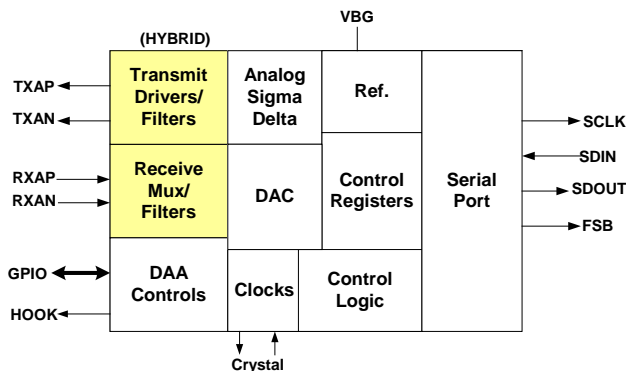 VBG
(HYBRID)
TXAP
TXAN
Transmit
Drivers/
Filters
Analog
Sigma
Delta
Ref.
RXAP
RXAN
Receive
Mux/
Filters
DAC
Control
Registers
Serial
Port
SCLK
SDIN
SDOUT
FSB
GPIO
HOOK
DAA
Controls
Clocks
Control
Logic
Crystal